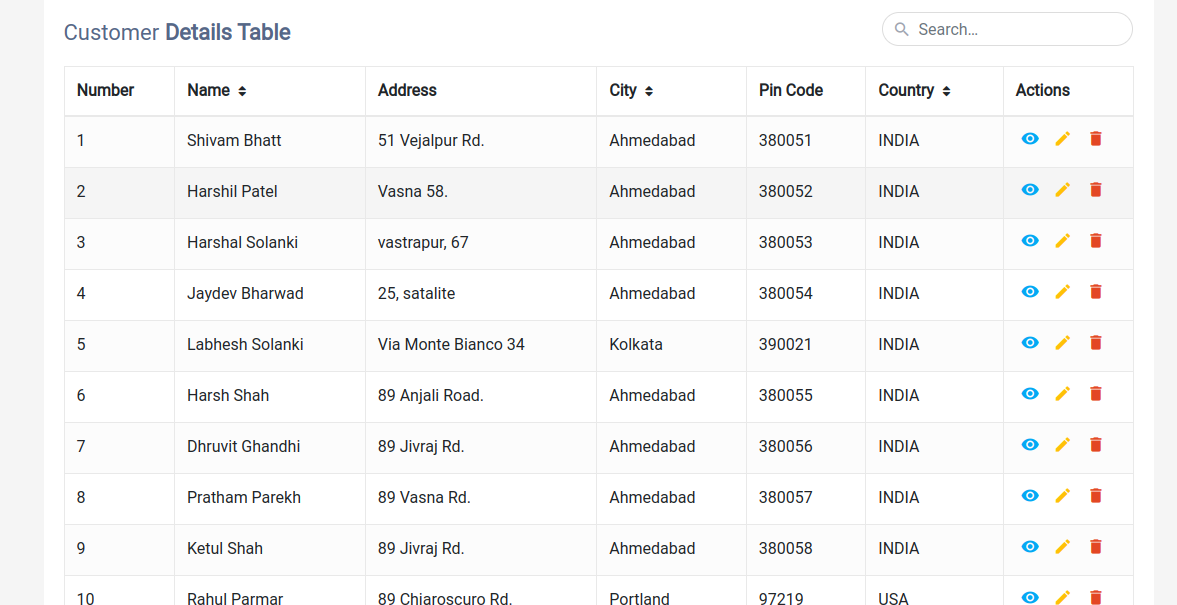 Customer Details Table
Search...
Number Name Address City Pin Code Country Actions
1 Shivam Bhatt 51 Vejalpur Rd. Ahmedabad 380051 INDIA
2 Harshil Patel Vasna 58. Ahmedabad 380052 INDIA
3 Harshal Solanki vastrapur, 67 Ahmedabad 380053 INDIA
4 Jaydev Bharwad 25, satalite Ahmedabad 380054 INDIA
5 Labhesh Solanki Via Monte Bianco 34 Kolkata 390021 INDIA
6 Harsh Shah 89 Anjali Road. Ahmedabad 380055 INDIA
7 Dhruvit Ghandhi 89 Jivraj Rd. Ahmedabad 380056 INDIA
8 Pratham Parekh 89 Vasna Rd. Ahmedabad 380057 INDIA
9 Ketul Shah 89 Jivraj Rd. Ahmedabad 380058 INDIA
10 Rahul Parmar 89 Chiaroscuro Rd. Portland 97219 USA